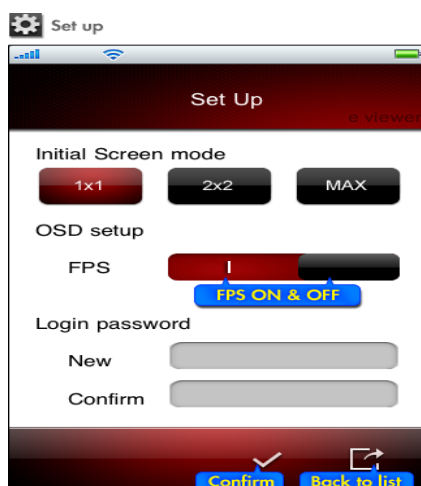 Set up
Set Up
e viewer
Initial Screen mode
1x1 2x2 MAX
OSD setup
FPS I
FPS ON & OFF
Login password
New
Confirm
Confirm Back to list